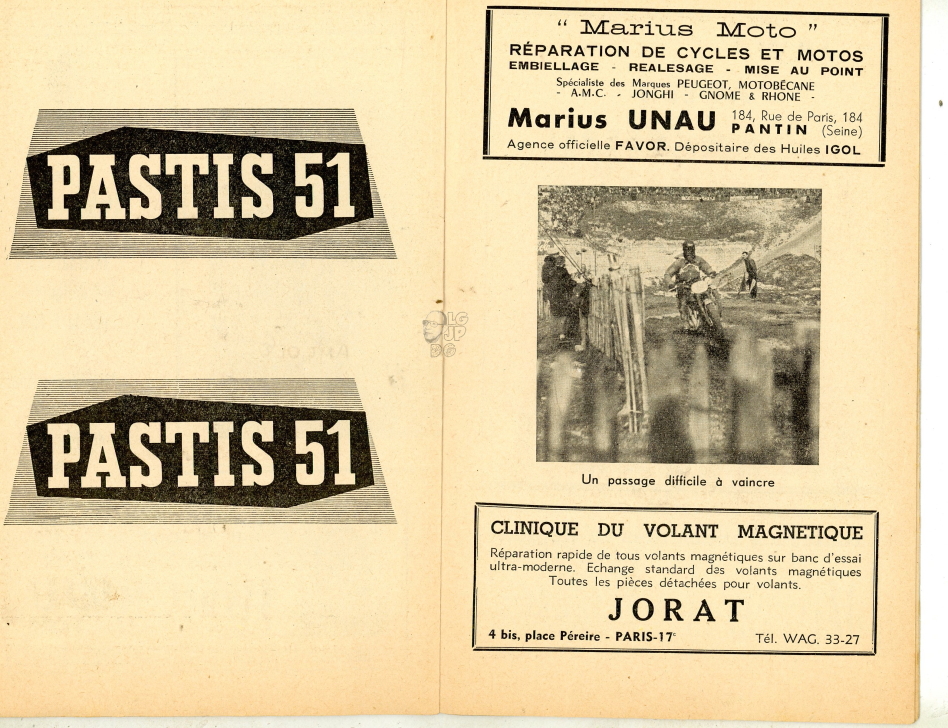 PASTIS 51
PASTIS 51
" Marius Moto "
RÉPARATION DE CYCLES ET MOTOS
EMBIELLAGE - REALESAGE - MISE AU POINT
Spécialiste des Marques PEUGEOT, MOTOBÉCANE
- A.M.C. - JONGHI - GNOME & RHONE -
Marius UNAU 184, Rue de Paris, 184
PANTIN (Seine)
Agence officielle FAVOR. Dépositaire des Huiles IGOL
LG
JP
DG
Un passage difficile à vaincre
CLINIQUE DU VOLANT MAGNETIQUE
Réparation rapide de tous volants magnétiques sur banc d'essai
ultra-moderne. Echange standard das volants magnétiques
Toutes les pièces détachées pour volants.
JORAT
4 bis, place Péreire - PARIS-17e Tél. WAG. 33-27